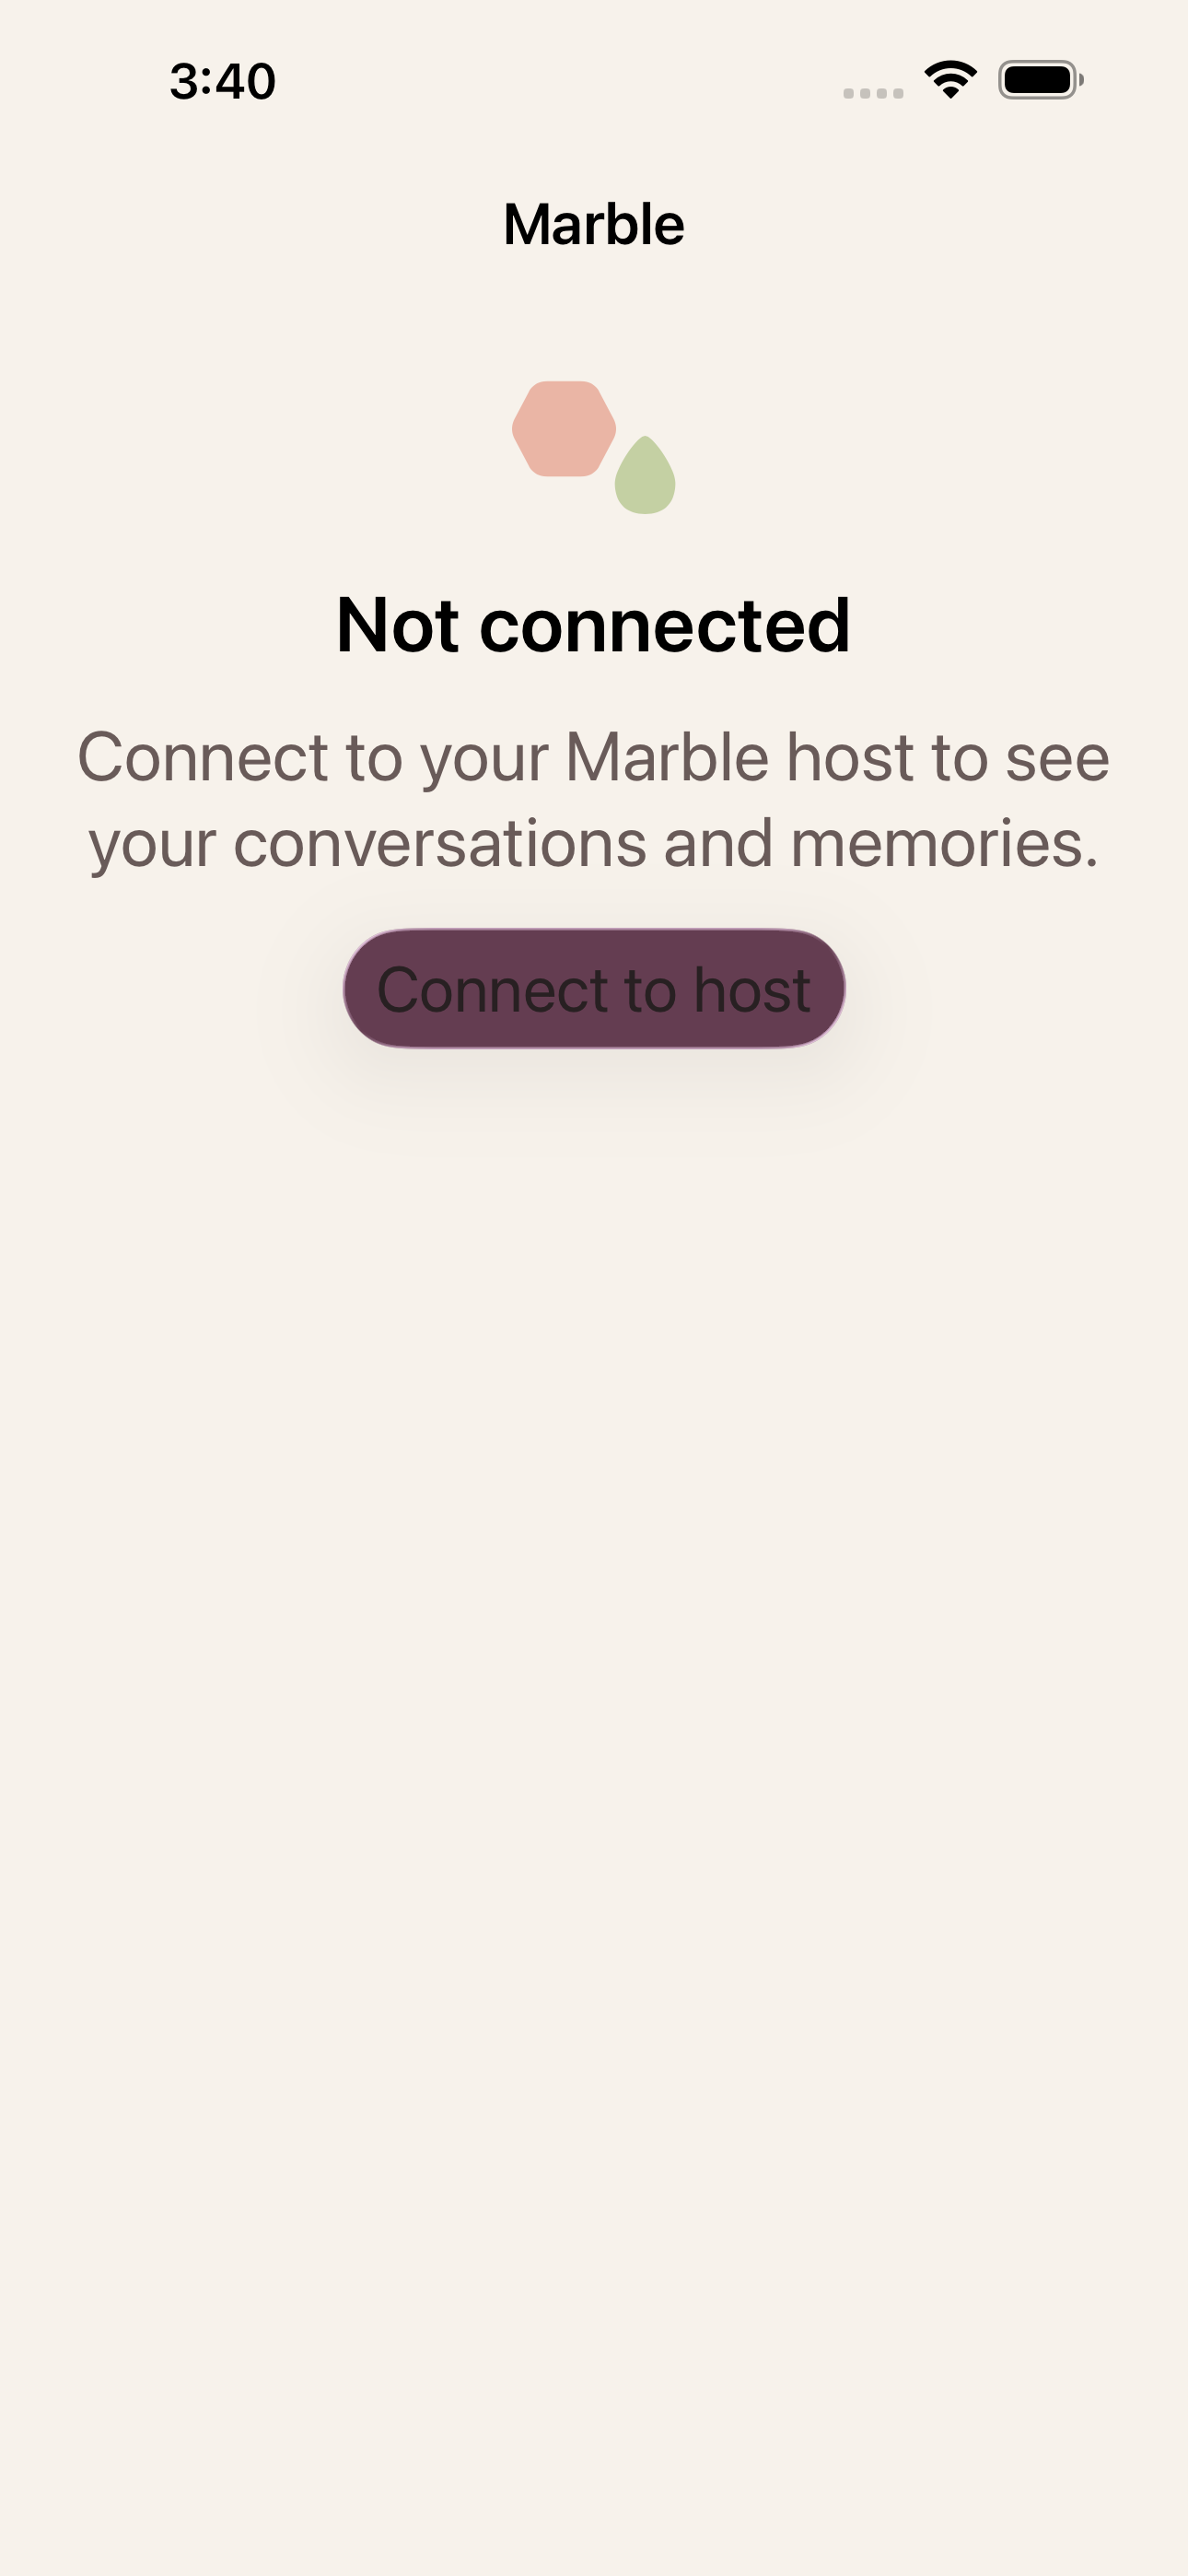 3:40
Marble
Not connected
Connect to your Marble host to see
your conversations and memories.
Connect to host